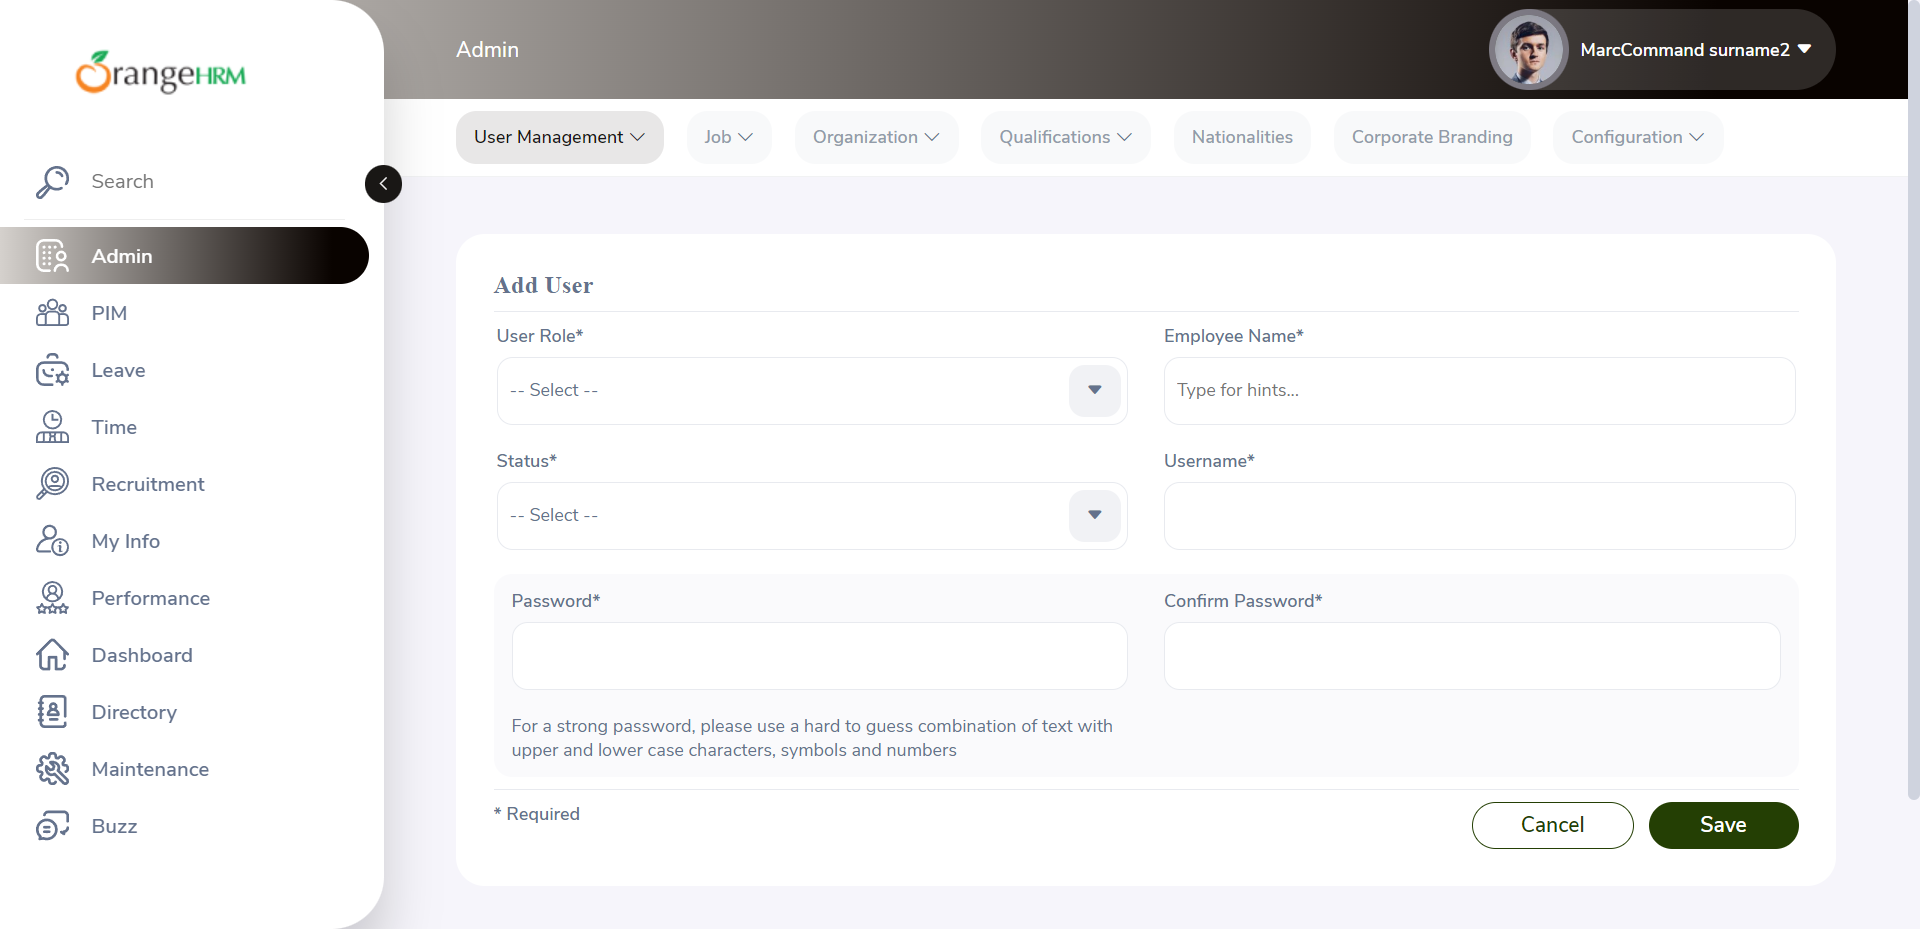 OrangeHRM
Admin
MarcCommand surname2
User Management
Job
Organization
Qualifications
Nationalities
Corporate Branding
Configuration
Search
Admin
PIM
Leave
Time
Recruitment
My Info
Performance
Dashboard
Directory
Maintenance
Buzz
Add User
User Role*
Employee Name*
-- Select --
Type for hints...
Status*
Username*
-- Select --
Password*
Confirm Password*
For a strong password, please use a hard to guess combination of text with
upper and lower case characters, symbols and numbers
* Required
Cancel
Save